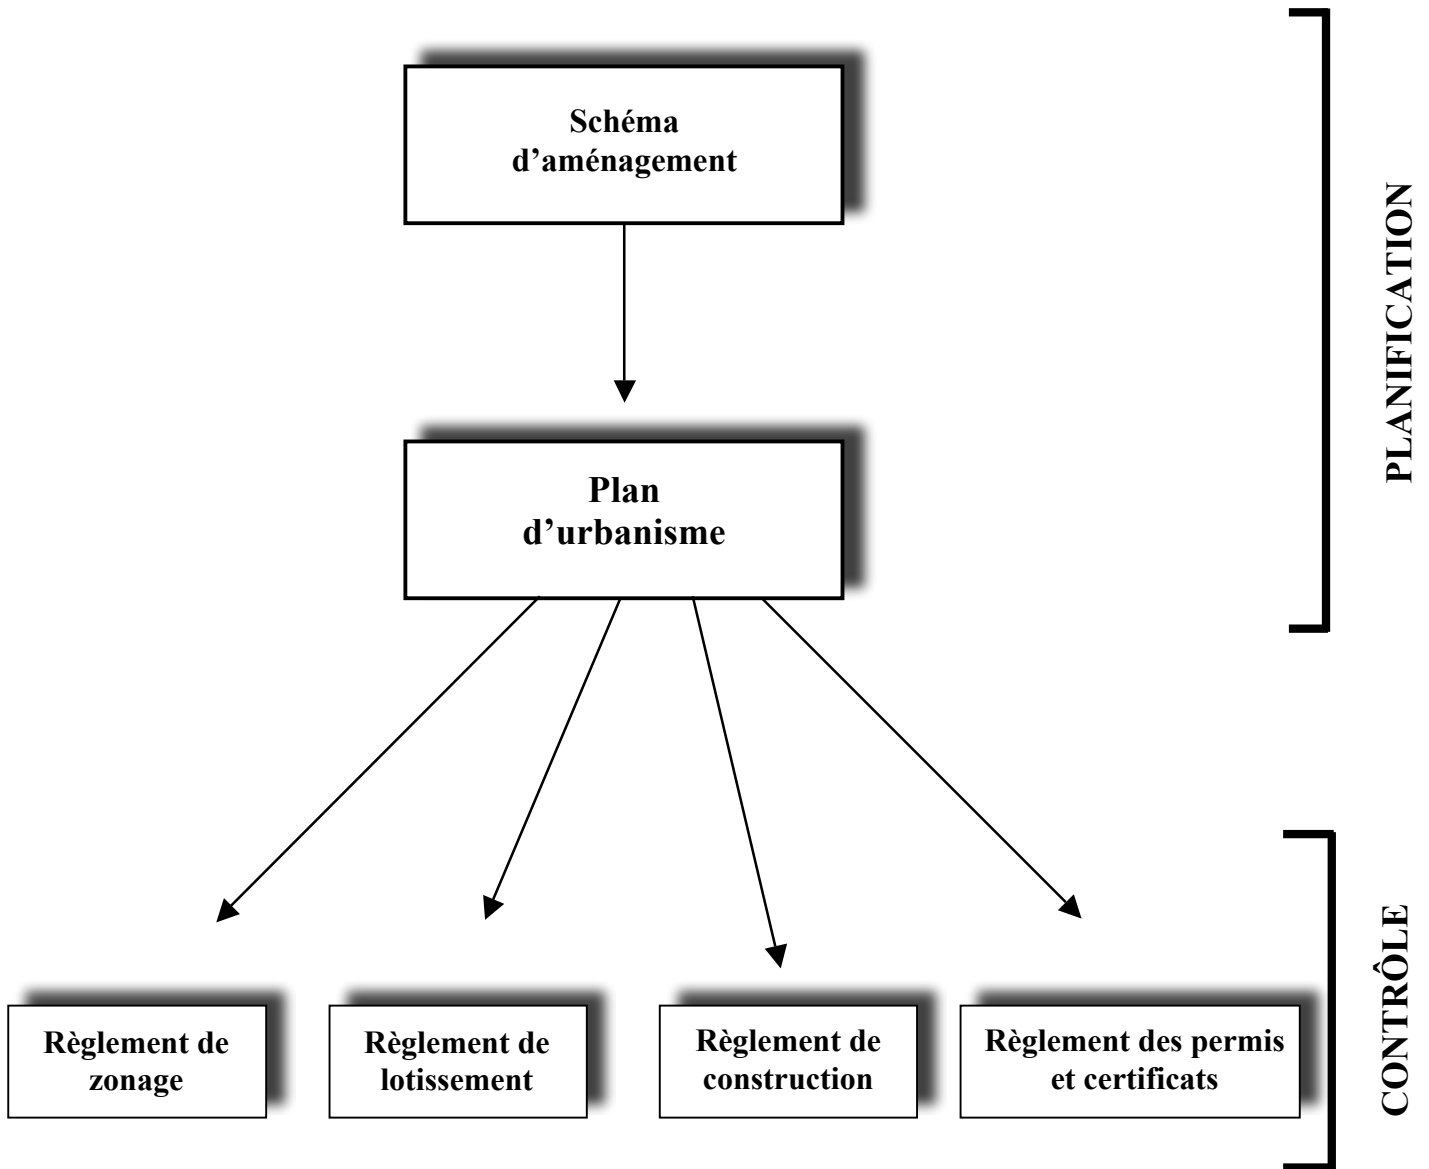 Schéma
d’aménagement
PLANIFICATION
Plan
d’urbanisme
Règlement de
zonage
Règlement de
lotissement
Règlement de
construction
Règlement des permis
et certificats
CONTRÔLE